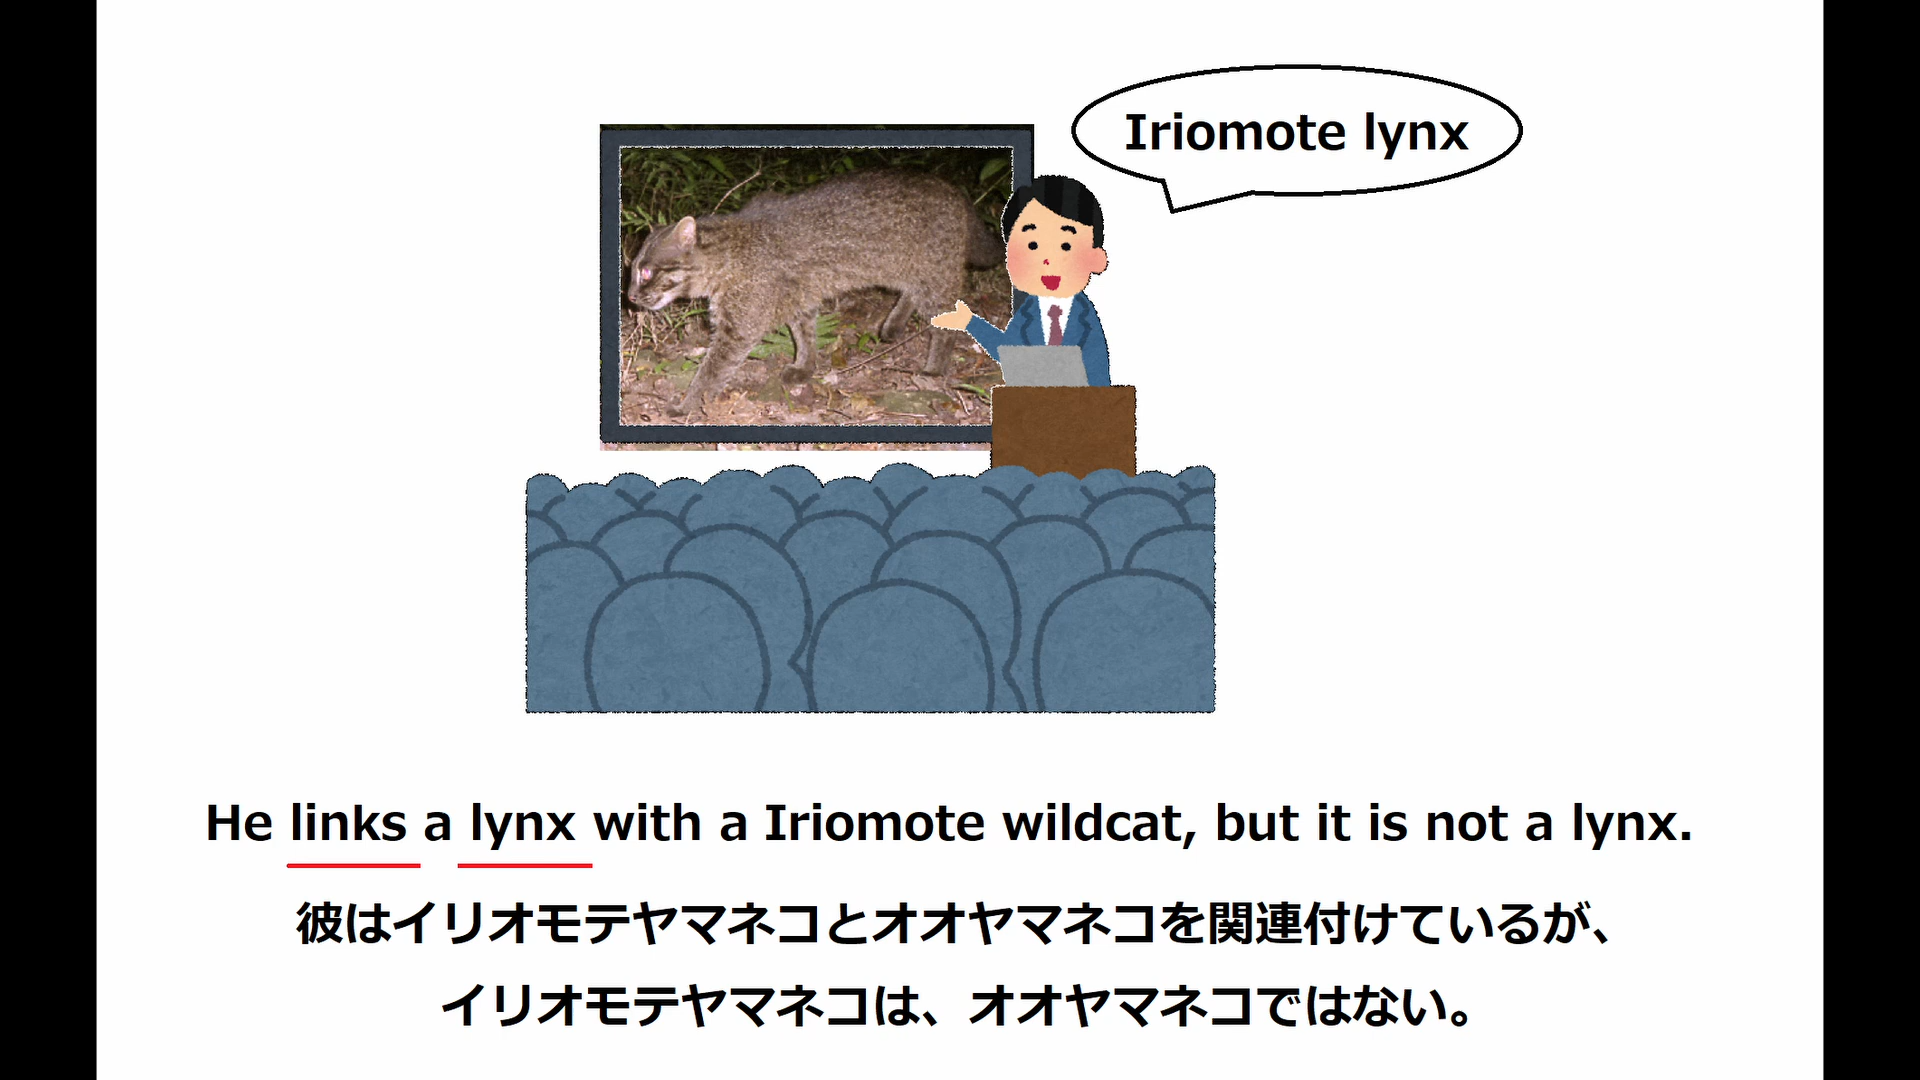 Iriomote lynx
He links a lynx with a Iriomote wildcat, but it is not a lynx.
彼はイリオモテヤマネコとオオヤマネコを関連付けているが、
イリオモテヤマネコは、オオヤマネコではない。